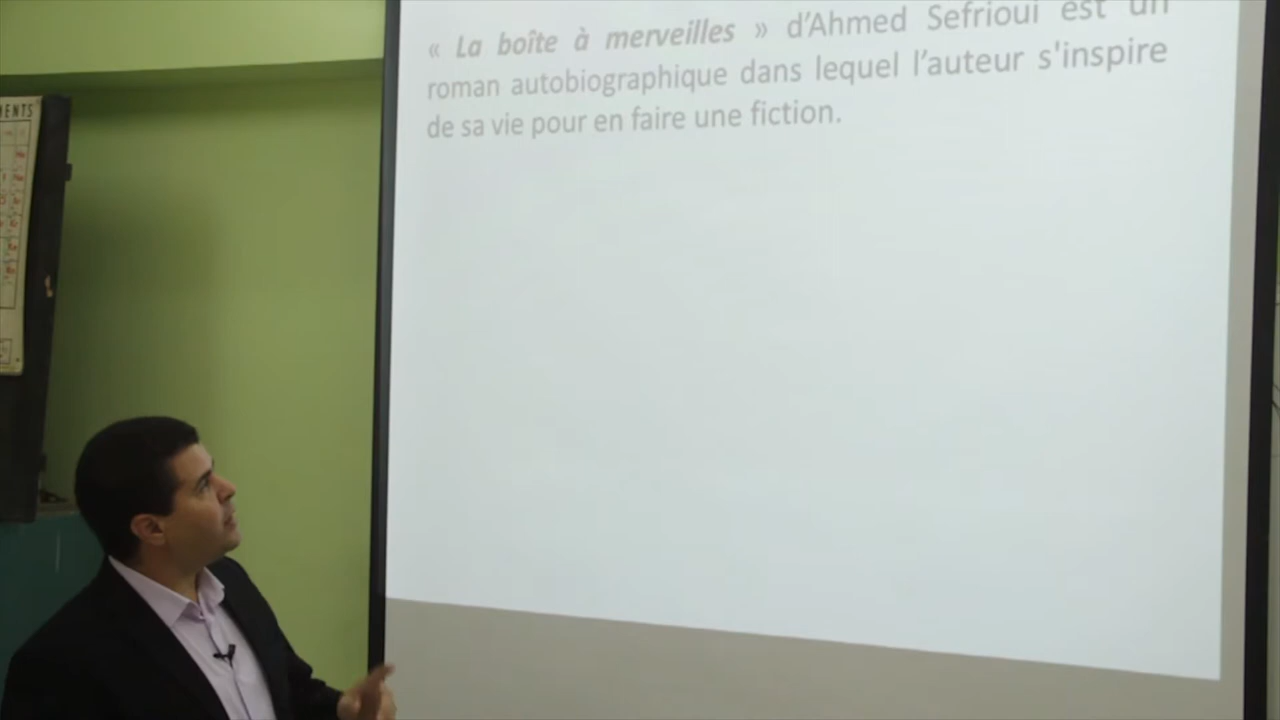 « La boîte à merveilles » d’Ahmed Sefrioui est un
roman autobiographique dans lequel l’auteur s'inspire
de sa vie pour en faire une fiction.
ENTS